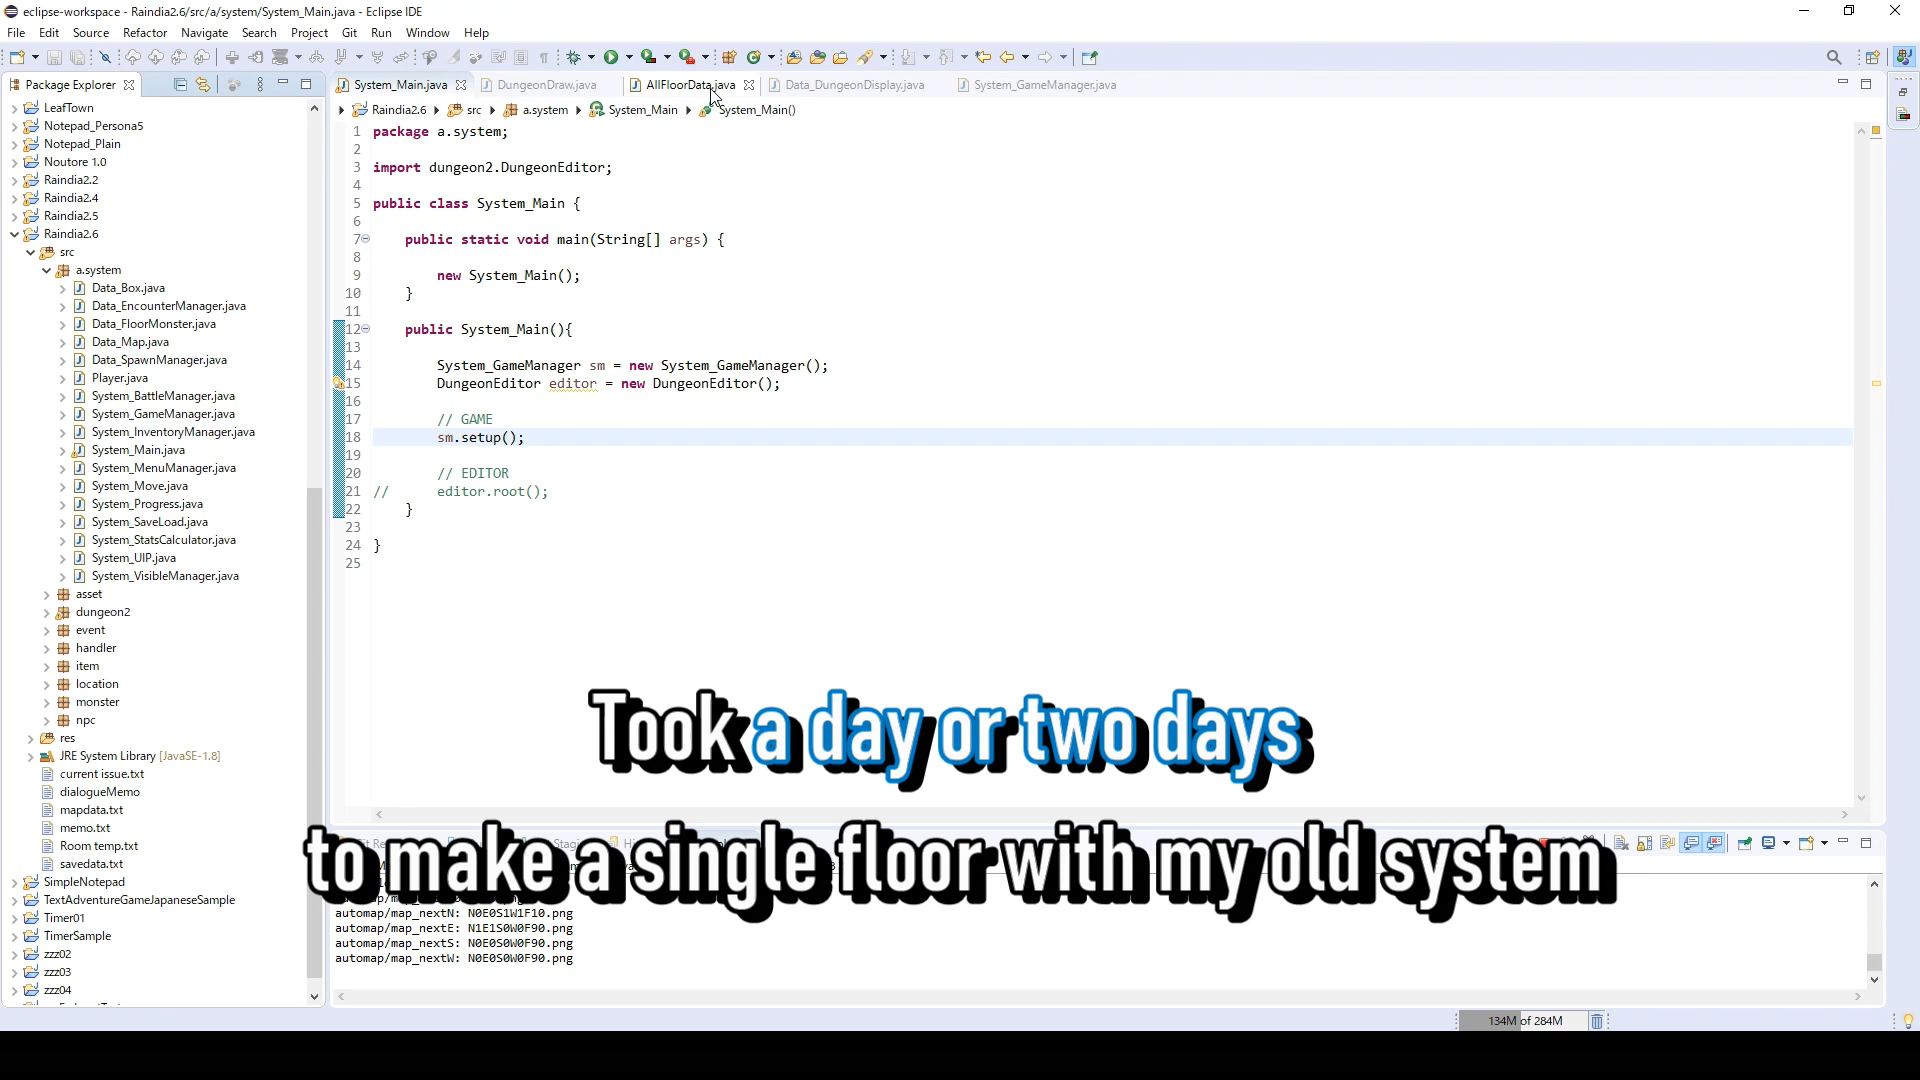 eclipse-workspace - Raindia2.6/src/a/system/System_Main.java - Eclipse IDE
File Edit Source Refactor Navigate Search Project Git Run Window Help
Package Explorer
System_Main.java DungeonDraw.java AllFloorData.java Data_DungeonDisplay.java System_GameManager.java
Raindia2.6 src a.system System_Main System_Main()
LeafTown
Notepad_Persona5
Notepad_Plain
Noutore 1.0
Raindia2.2
Raindia2.4
Raindia2.5
Raindia2.6
src
a.system
Data_Box.java
Data_EncounterManager.java
Data_FloorMonster.java
Data_Map.java
Data_SpawnManager.java
Player.java
System_BattleManager.java
System_GameManager.java
System_InventoryManager.java
System_Main.java
System_MenuManager.java
System_Move.java
System_Progress.java
System_SaveLoad.java
System_StatsCalculator.java
System_UIP.java
System_VisibleManager.java
asset
dungeon2
event
handler
item
location
monster
npc
res
JRE System Library [JavaSE-1.8]
current issue.txt
dialogueMemo
mapdata.txt
memo.txt
Room temp.txt
savedata.txt
SimpleNotepad
TextAdventureGameJapaneseSample
Timer01
TimerSample
zzz02
zzz03
zzz04
1 package a.system;
2
3 import dungeon2.DungeonEditor;
4
5 public class System_Main {
6
7 public static void main(String[] args) {
8
9 new System_Main();
10 }
11
12 public System_Main(){
13
14 System_GameManager sm = new System_GameManager();
15 DungeonEditor editor = new DungeonEditor();
16
17 // GAME
18 sm.setup();
19
20 // EDITOR
21 // editor.root();
22 }
23
24 }
25
Took a day or two days
to make a single floor with my old system
automap/map_nextN: N0E0S1W1F10.png
automap/map_nextE: N1E1S0W0F90.png
automap/map_nextS: N0E0S0W0F90.png
automap/map_nextW: N0E0S0W0F90.png
134M of 284M